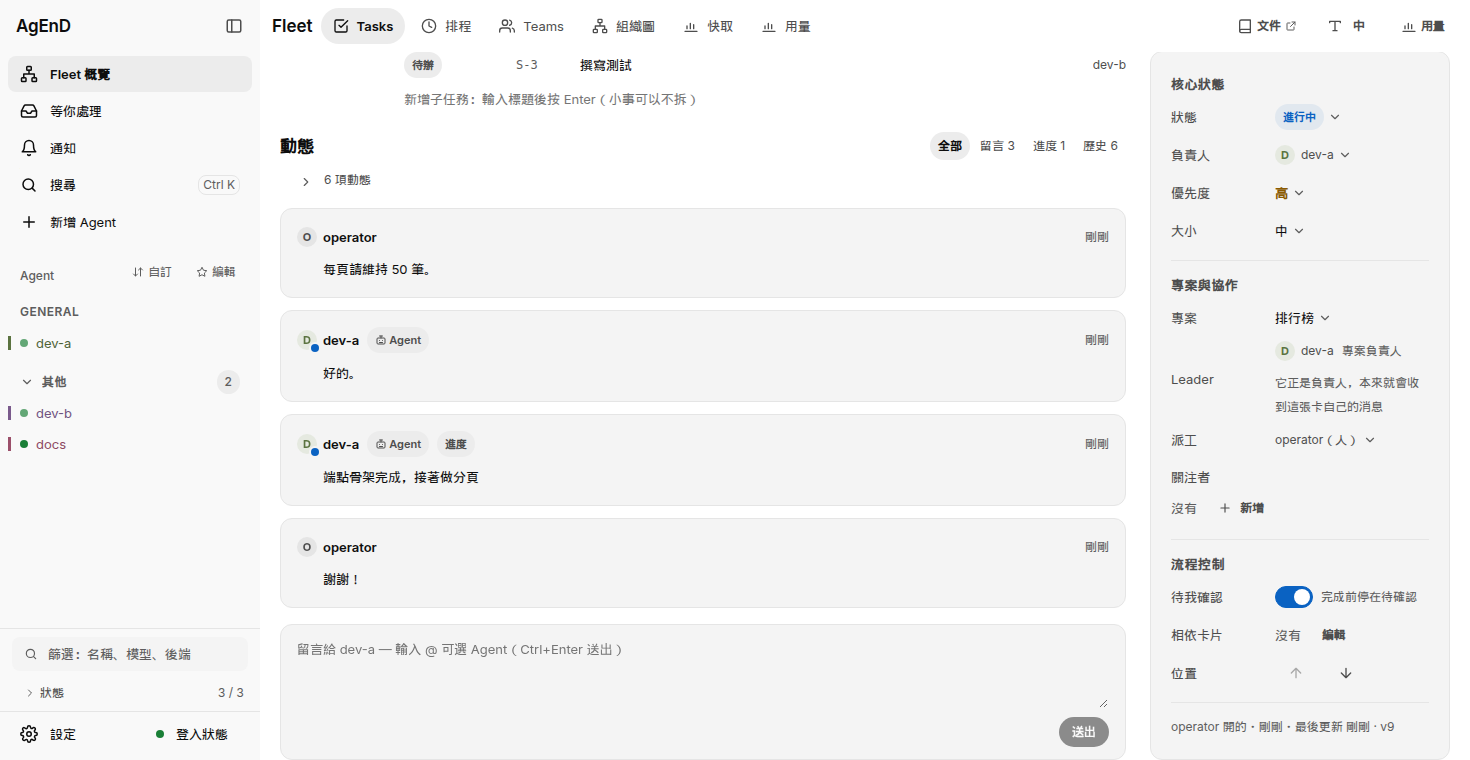 AgEnD
Fleet 概覽
等你處理
通知
搜尋 Ctrl K
新增 Agent
Agent 自訂 編輯
GENERAL
dev-a
其他 2
dev-b
docs
篩選：名稱、模型、後端
狀態 3 / 3
設定 登入狀態
Fleet Tasks 排程 Teams 組織圖 快取 用量 文件 中 用量
待辦 S-3 撰寫測試 dev-b
新增子任務：輸入標題後按 Enter（小事可以不拆）
動態 全部 留言 3 進度 1 歷史 6
6 項動態
O operator 剛剛
每頁請維持 50 筆。
D dev-a Agent 剛剛
好的。
D dev-a Agent 進度 剛剛
端點骨架完成，接著做分頁
O operator 剛剛
謝謝！
留言給 dev-a — 輸入 @ 可選 Agent（Ctrl+Enter 送出）
送出
核心狀態
狀態 進行中
負責人 D dev-a
優先度 高
大小 中
專案與協作
專案 排行榜
D dev-a 專案負責人
Leader 它正是負責人，本來就會收
到這張卡自己的消息
派工 operator（人）
關注者
沒有 新增
流程控制
待我確認 完成前停在待確認
相依卡片 沒有 編輯
位置
operator 開的・剛剛・最後更新 剛剛 · v9